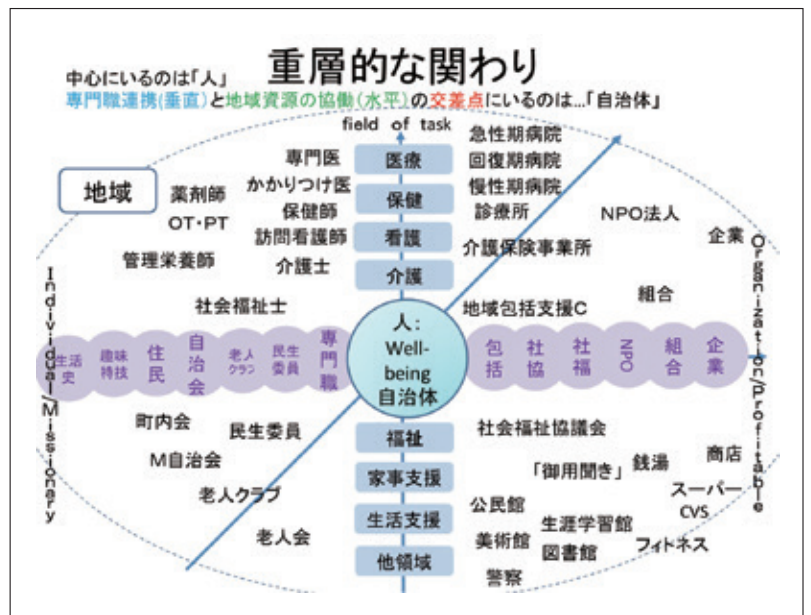 重層的な関わり
中心にいるのは「人」
専門職連携(垂直)と地域資源の協働(水平)の交差点にいるのは…「自治体」
field of task
地域
専門医
かかりつけ医
薬剤師
保健師
OT・PT
訪問看護師
管理栄養師
介護士
社会福祉士
医療
保健
看護
介護
急性期病院
回復期病院
慢性期病院
診療所
NPO法人
企業
介護保険事業所
組合
地域包括支援C
Individual/Missionary
生活史
趣味特技
住民
自治会
老人クラブ
民生委員
専門職
人:
Well-
being
自治体
包括
社協
社福
NPO
組合
企業
Organization/Profitable
町内会
民生委員
M自治会
老人クラブ
老人会
福祉
家事支援
生活支援
他領域
社会福祉協議会
「御用聞き」
銭湯
商店
スーパー
CVS
公民館
生涯学習館
美術館
図書館
フィトネス
警察